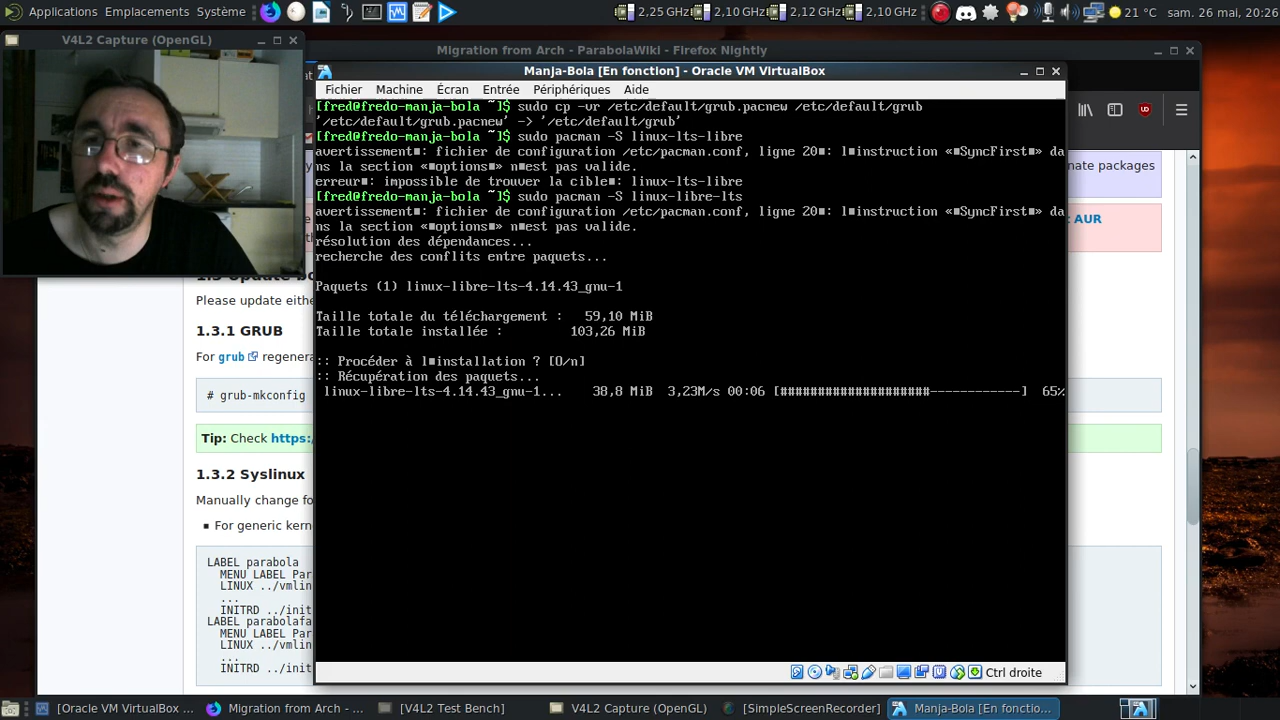 Applications Emplacements Système
2,25 GHz 2,10 GHz 2,12 GHz 2,10 GHz
21 °C sam. 26 mai, 20:26
V4L2 Capture (OpenGL)
Migration from Arch - ParabolaWiki - Firefox Nightly
Manja-Bola [En fonction] - Oracle VM VirtualBox
Fichier Machine Écran Entrée Périphériques Aide
[fred@fredo-manja-bola ~]$ sudo cp -vr /etc/default/grub.pacnew /etc/default/grub
'/etc/default/grub.pacnew' -> '/etc/default/grub'
[fred@fredo-manja-bola ~]$ sudo pacman -S linux-lts-libre
avertissement■: fichier de configuration /etc/pacman.conf, ligne 20■: l■instruction «■SyncFirst■» da
ns la section «■options■» n■est pas valide.
erreur■: impossible de trouver la cible■: linux-lts-libre
[fred@fredo-manja-bola ~]$ sudo pacman -S linux-libre-lts
avertissement■: fichier de configuration /etc/pacman.conf, ligne 20■: l■instruction «■SyncFirst■» da
ns la section «■options■» n■est pas valide.
résolution des dépendances...
recherche des conflits entre paquets...
Paquets (1) linux-libre-lts-4.14.43_gnu-1
Taille totale du téléchargement : 59,10 MiB
Taille totale installée : 103,26 MiB
:: Procéder à l■installation ? [O/n]
:: Récupération des paquets...
linux-libre-lts-4.14.43_gnu-1... 38,8 MiB 3,23M/s 00:06 [#####################------------] 65%
nate packages
AUR
Please update eithe
1.3.1 GRUB
For grub regenera
# grub-mkconfig
Tip: Check https:/
1.3.2 Syslinux
Manually change fo
For generic kern
LABEL parabola
MENU LABEL Par
LINUX ../vmlin
...
INITRD ../init
LABEL parabolafa
MENU LABEL Par
LINUX ../vmlin
...
INITRD ../init
Ctrl droite
[Oracle VM VirtualBox ... Migration from Arch - ... [V4L2 Test Bench] V4L2 Capture (OpenGL) [SimpleScreenRecorder] Manja-Bola [En fonctio...